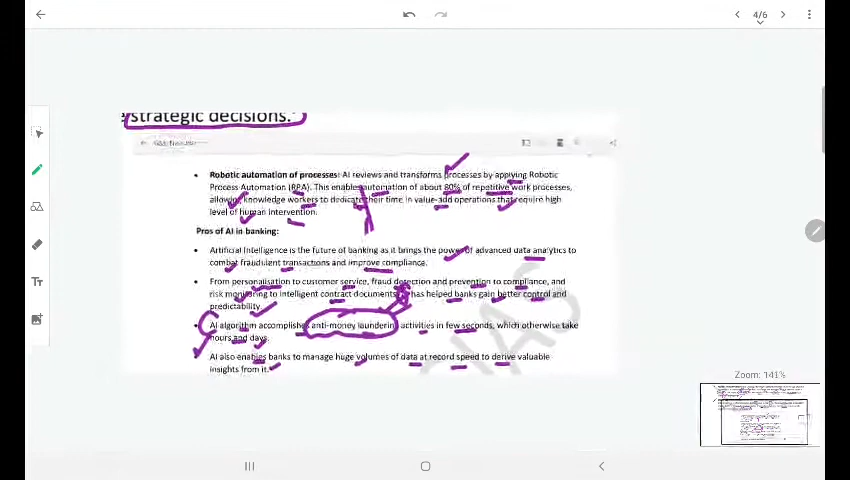 4/6
strategic decisions."
• Robotic automation of processes: AI reviews and transforms processes by applying Robotic
Process Automation (RPA). This enables automation of about 80% of repetitive work processes,
allowing knowledge workers to dedicate their time in value-add operations that require high
level of human intervention.
Pros of AI in banking:
• Artificial Intelligence is the future of banking as it brings the power of advanced data analytics to
combat fraudulent transactions and improve compliance.
• From personalisation to customer service, fraud detection and prevention to compliance, and
risk monitoring to intelligent contract documents, has helped banks gain better control and
predictability.
• AI algorithm accomplishes anti-money laundering activities in few seconds, which otherwise take
hours and days.
• AI also enables banks to manage huge volumes of data at record speed to derive valuable
insights from it.
IAS
Tt
Zoom: 141%